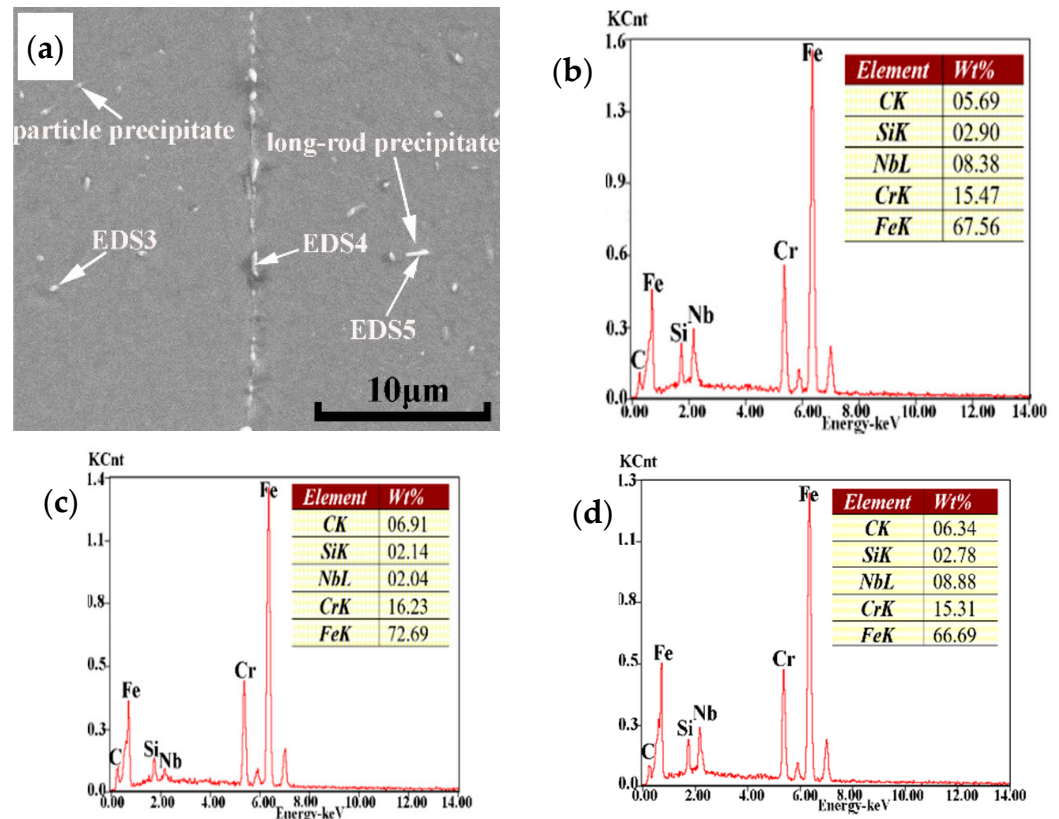 (a)
particle precipitate
long-rod precipitate
EDS3
EDS4
EDS5
10μm
(b)
KCnt
1.6
1.3
0.9
0.6
0.3
0.0
0.00 2.00 4.00 6.00 8.00 10.00 12.00 14.00
Energy-keV
C
Fe
Si
Nb
Cr
Fe
Element Wt%
CK 05.69
SiK 02.90
NbL 08.38
CrK 15.47
FeK 67.56
(c)
KCnt
1.4
1.1
0.8
0.5
0.3
0.0
0.00 2.00 4.00 6.00 8.00 10.00 12.00 14.00
Energy-keV
C
Fe
Si
Nb
Cr
Fe
Element Wt%
CK 06.91
SiK 02.14
NbL 02.04
CrK 16.23
FeK 72.69
(d)
KCnt
1.3
1.1
0.8
0.5
0.3
0.0
0.00 2.00 4.00 6.00 8.00 10.00 12.00 14.00
Energy-keV
C
Fe
Si
Nb
Cr
Fe
Element Wt%
CK 06.34
SiK 02.78
NbL 08.88
CrK 15.31
FeK 66.69